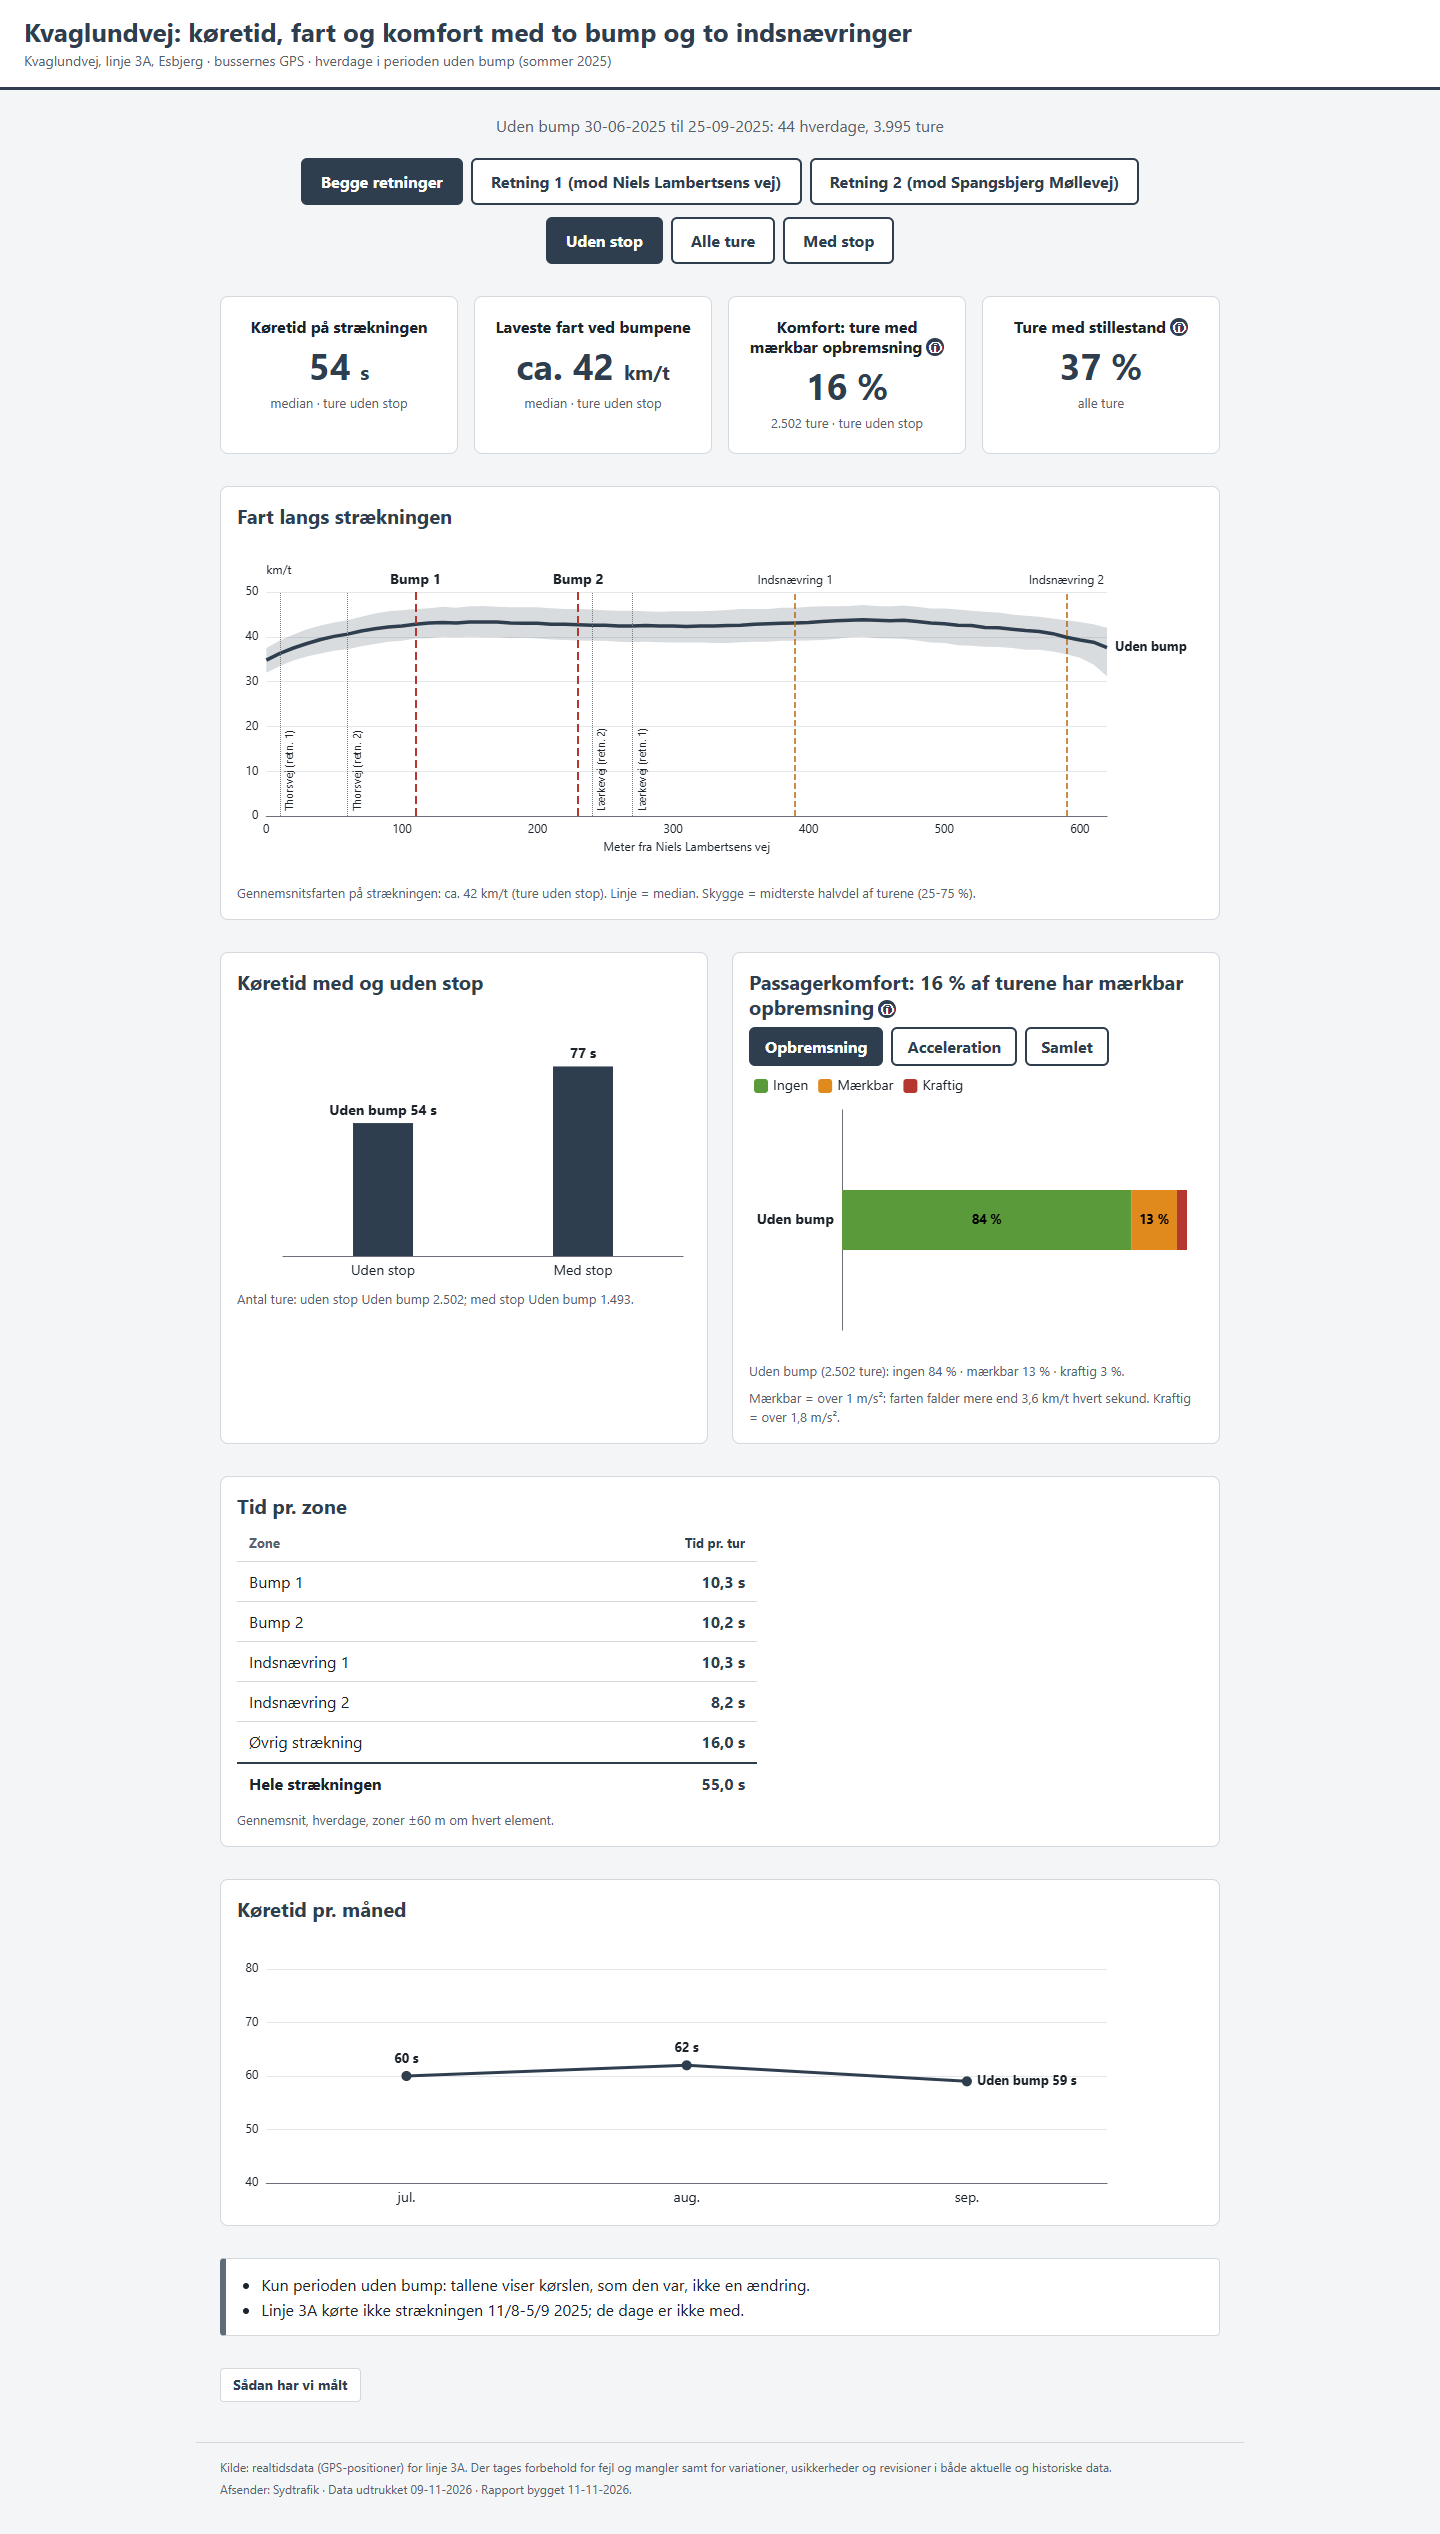 Kvaglundvej: køretid, fart og komfort med to bump og to indsnævringer
Kvaglundvej, linje 3A, Esbjerg · bussernes GPS · hverdage i perioden uden bump (sommer 2025)
Uden bump 30-06-2025 til 25-09-2025: 44 hverdage, 3.995 ture
Begge retninger
Retning 1 (mod Niels Lambertsens vej)
Retning 2 (mod Spangsbjerg Møllevej)
Uden stop
Alle ture
Med stop
Køretid på strækningen
54 s
median · ture uden stop
Laveste fart ved bumpene
ca. 42 km/t
median · ture uden stop
Komfort: ture med
mærkbar opbremsning
16 %
2.502 ture · ture uden stop
Ture med stillestand
37 %
alle ture
Fart langs strækningen
km/t
Bump 1
Bump 2
Indsnævring 1
Indsnævring 2
50
40
30
20
10
0
Uden bump
Thorsvej (retn. 1)
Thorsvej (retn. 2)
Lærkevej (retn. 2)
Lærkevej (retn. 1)
0
100
200
300
400
500
600
Meter fra Niels Lambertsens vej
Gennemsnitsfarten på strækningen: ca. 42 km/t (ture uden stop). Linje = median. Skygge = midterste halvdel af turene (25-75 %).
Køretid med og uden stop
Uden bump 54 s
77 s
Uden stop
Med stop
Antal ture: uden stop Uden bump 2.502; med stop Uden bump 1.493.
Passagerkomfort: 16 % af turene har mærkbar
opbremsning
Opbremsning
Acceleration
Samlet
Ingen
Mærkbar
Kraftig
Uden bump
84 %
13 %
Uden bump (2.502 ture): ingen 84 % · mærkbar 13 % · kraftig 3 %.
Mærkbar = over 1 m/s²: farten falder mere end 3,6 km/t hvert sekund. Kraftig
= over 1,8 m/s².
Tid pr. zone
Zone Tid pr. tur
Bump 1 10,3 s
Bump 2 10,2 s
Indsnævring 1 10,3 s
Indsnævring 2 8,2 s
Øvrig strækning 16,0 s
Hele strækningen 55,0 s
Gennemsnit, hverdage, zoner ±60 m om hvert element.
Køretid pr. måned
80
70
60
50
40
60 s
62 s
Uden bump 59 s
jul.
aug.
sep.
• Kun perioden uden bump: tallene viser kørslen, som den var, ikke en ændring.
• Linje 3A kørte ikke strækningen 11/8-5/9 2025; de dage er ikke med.
Sådan har vi målt
Kilde: realtidsdata (GPS-positioner) for linje 3A. Der tages forbehold for fejl og mangler samt for variationer, usikkerheder og revisioner i både aktuelle og historiske data.
Afsender: Sydtrafik · Data udtrukket 09-11-2026 · Rapport bygget 11-11-2026.